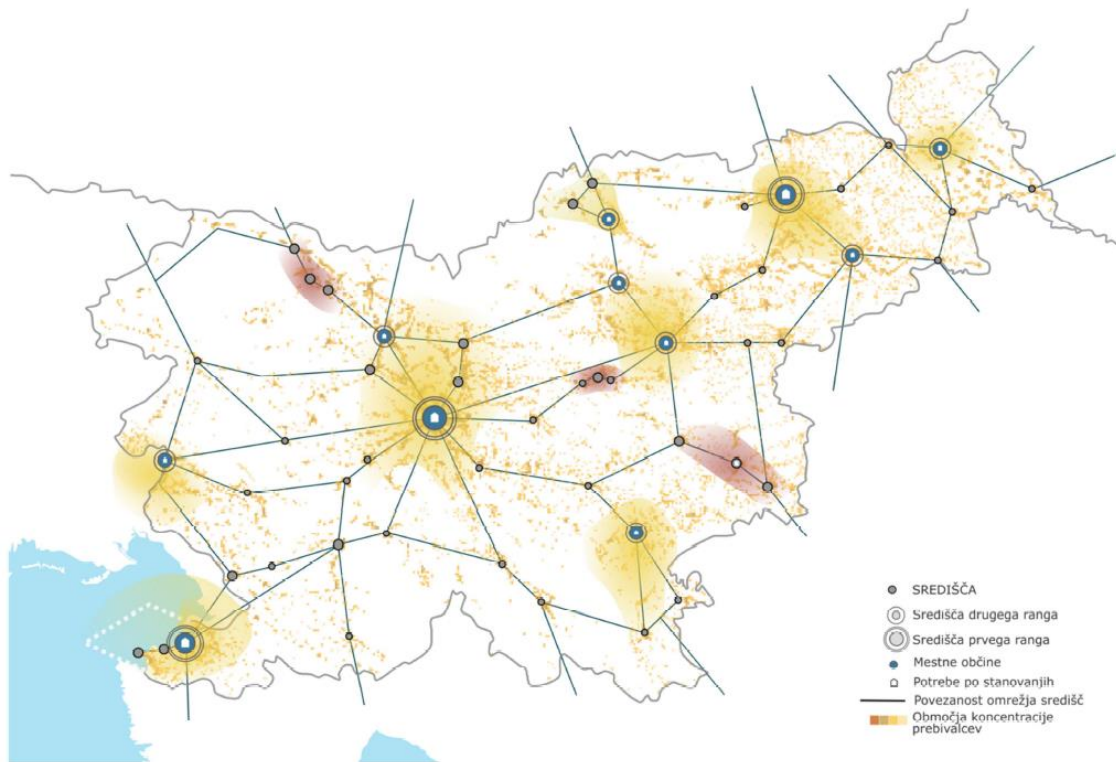 SREDIŠČA
Središča drugega ranga
Središča prvega ranga
Mestne občine
Potrebe po stanovanjih
Povezanost omrežja središč
Območja koncentracije
prebivalcev